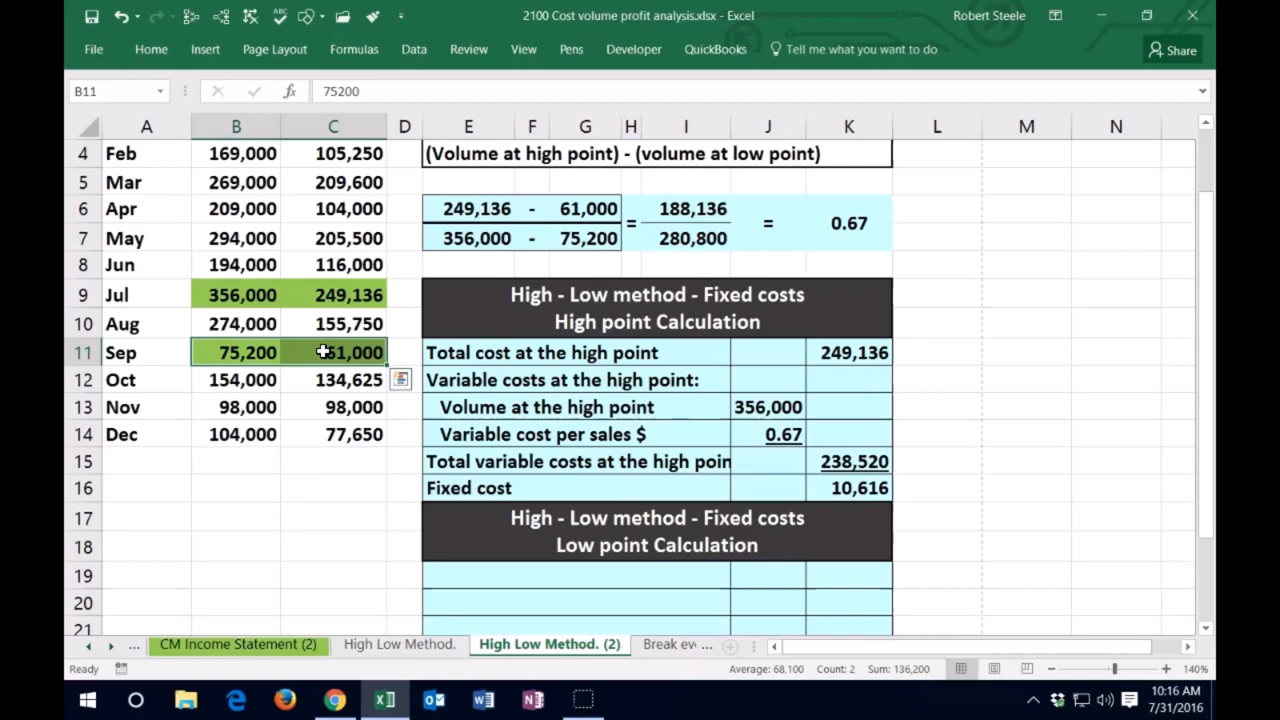 2100 Cost volume profit analysis.xlsx - Excel
Robert Steele
File Home Insert Page Layout Formulas Data Review View Pens Developer QuickBooks Tell me what you want to do Share
B11 fx 75200
A B C D E F G H I J K L M N
4 Feb 169,000 105,250 (Volume at high point) - (volume at low point)
5 Mar 269,000 209,600
6 Apr 209,000 104,000 249,136 - 61,000 = 188,136 = 0.67
7 May 294,000 205,500 356,000 - 75,200 280,800
8 Jun 194,000 116,000
9 Jul 356,000 249,136 High - Low method - Fixed costs
10 Aug 274,000 155,750 High point Calculation
11 Sep 75,200 61,000 Total cost at the high point 249,136
12 Oct 154,000 134,625 Variable costs at the high point:
13 Nov 98,000 98,000 Volume at the high point 356,000
14 Dec 104,000 77,650 Variable cost per sales $ 0.67
15 Total variable costs at the high poin 238,520
16 Fixed cost 10,616
17 High - Low method - Fixed costs
18 Low point Calculation
19
20
21
... CM Income Statement (2) High Low Method. High Low Method. (2) Break ev ...
Ready Average: 68,100 Count: 2 Sum: 136,200 140%
10:16 AM
7/31/2016